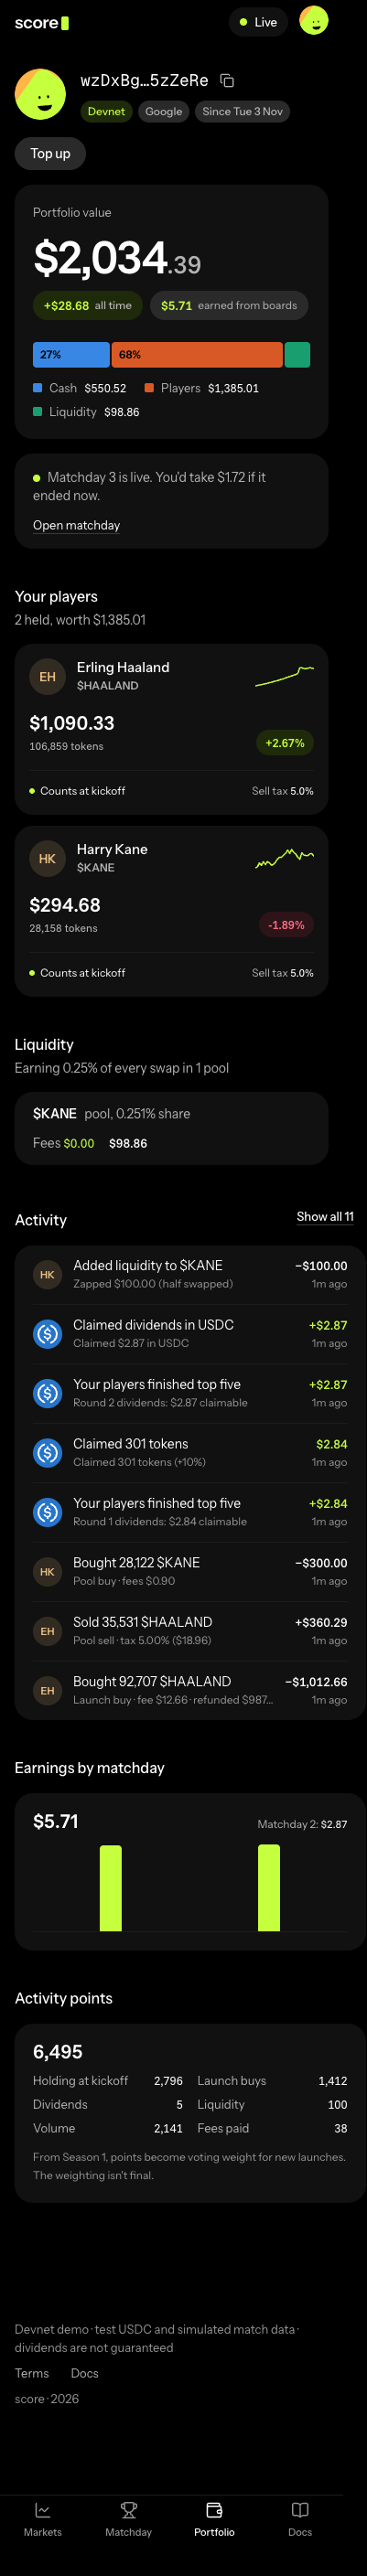 score
Live
wzDxBg…5zZeRe
Devnet
Google
Since Tue 3 Nov
Top up
Portfolio value
$2,034.39
+$28.68 all time
$5.71 earned from boards
27%
68%
Cash $550.52
Players $1,385.01
Liquidity $98.86
Matchday 3 is live. You'd take $1.72 if it
ended now.
Open matchday
Your players
2 held, worth $1,385.01
EH
Erling Haaland
$HAALAND
$1,090.33
106,859 tokens
+2.67%
Counts at kickoff
Sell tax 5.0%
HK
Harry Kane
$KANE
$294.68
28,158 tokens
-1.89%
Counts at kickoff
Sell tax 5.0%
Liquidity
Earning 0.25% of every swap in 1 pool
$KANE pool, 0.251% share
Fees $0.00 $98.86
Activity
Show all 11
HK
Added liquidity to $KANE
−$100.00
Zapped $100.00 (half swapped)
1m ago
Claimed dividends in USDC
+$2.87
Claimed $2.87 in USDC
1m ago
Your players finished top five
+$2.87
Round 2 dividends: $2.87 claimable
1m ago
Claimed 301 tokens
$2.84
Claimed 301 tokens (+10%)
1m ago
Your players finished top five
+$2.84
Round 1 dividends: $2.84 claimable
1m ago
HK
Bought 28,122 $KANE
−$300.00
Pool buy · fees $0.90
1m ago
EH
Sold 35,531 $HAALAND
+$360.29
Pool sell · tax 5.00% ($18.96)
1m ago
EH
Bought 92,707 $HAALAND
−$1,012.66
Launch buy · fee $12.66 · refunded $987…
1m ago
Earnings by matchday
$5.71
Matchday 2: $2.87
Activity points
6,495
Holding at kickoff 2,796
Launch buys 1,412
Dividends 5
Liquidity 100
Volume 2,141
Fees paid 38
From Season 1, points become voting weight for new launches.
The weighting isn't final.
Devnet demo · test USDC and simulated match data ·
dividends are not guaranteed
Terms
Docs
score · 2026
Markets
Matchday
Portfolio
Docs